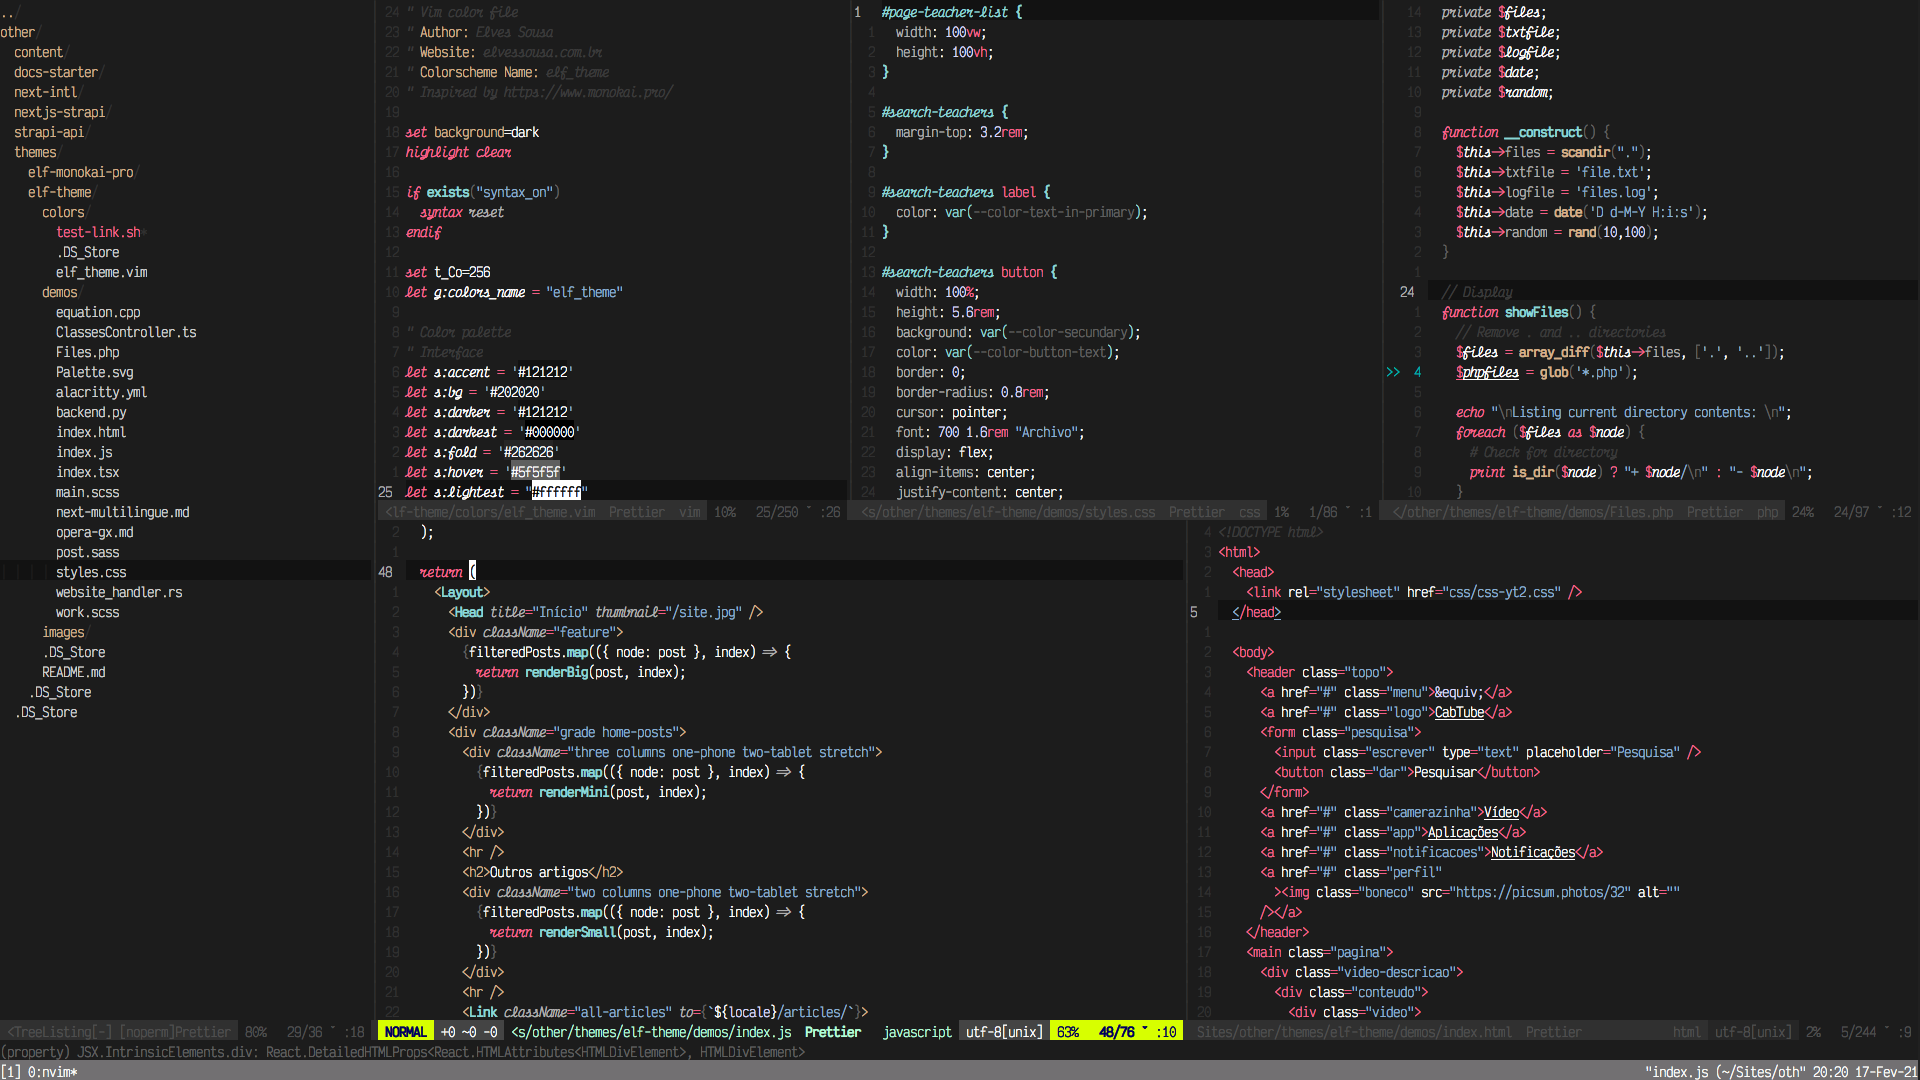 ../
other/
content/
docs-starter/
next-intl/
nextjs-strapi/
strapi-api/
themes/
elf-monokai-pro/
elf-theme/
colors/
test-link.sh*
.DS_Store
elf_theme.vim
demos/
equation.cpp
ClassesController.ts
Files.php
Palette.svg
alacritty.yml
backend.py
index.html
index.js
index.tsx
main.scss
next-multilingue.md
opera-gx.md
post.sass
styles.css
website_handler.rs
work.scss
images/
.DS_Store
README.md
.DS_Store
.DS_Store
<TreeListing[-] [noperm]Prettier 80% 29/36 ˇ :18
24 " Vim color file
23 " Author: Elves Sousa
22 " Website: elvessousa.com.br
21 " Colorscheme Name: elf_theme
20 " Inspired by https://www.monokai.pro/
19
18 set background=dark
17 highlight clear
16
15 if exists("syntax_on")
14 syntax reset
13 endif
12
11 set t_Co=256
10 let g:colors_name = "elf_theme"
9
8 " Color palette
7 " Interface
6 let s:accent = '#121212'
5 let s:bg = '#202020'
4 let s:darker = '#121212'
3 let s:darkest = '#000000'
2 let s:fold = '#262626'
1 let s:hover = '#5f5f5f'
25 let s:lightest = "#ffffff"
<lf-theme/colors/elf_theme.vim Prettier vim 10% 25/250 ˇ :26
1 #page-teacher-list {
1 width: 100vw;
2 height: 100vh;
3 }
4
5 #search-teachers {
6 margin-top: 3.2rem;
7 }
8
9 #search-teachers label {
10 color: var(--color-text-in-primary);
11 }
12
13 #search-teachers button {
14 width: 100%;
15 height: 5.6rem;
16 background: var(--color-secundary);
17 color: var(--color-button-text);
18 border: 0;
19 border-radius: 0.8rem;
20 cursor: pointer;
21 font: 700 1.6rem "Archivo";
22 display: flex;
23 align-items: center;
24 justify-content: center;
<s/other/themes/elf-theme/demos/styles.css Prettier css 1% 1/86 ˇ :1
14 private $files;
13 private $txtfile;
12 private $logfile;
11 private $date;
10 private $random;
9
8 function __construct() {
7 $this->files = scandir(".");
6 $this->txtfile = 'file.txt';
5 $this->logfile = 'files.log';
4 $this->date = date('D d-M-Y H:i:s');
3 $this->random = rand(10,100);
2 }
1
24 // Display
1 function showFiles() {
2 // Remove . and .. directories
3 $files = array_diff($this->files, ['.', '..']);
>> 4 $phpfiles = glob('*.php');
5
6 echo "\nListing current directory contents: \n";
7 foreach ($files as $node) {
8 # Check for directory
9 print is_dir($node) ? "+ $node/\n" : "- $node\n";
10 }
</other/themes/elf-theme/demos/Files.php Prettier php 24% 24/97 ˇ :12
2 );
1
48 return (
1 <Layout>
2 <Head title="Início" thumbnail="/site.jpg" />
3 <div className="feature">
4 {filteredPosts.map(({ node: post }, index) => {
5 return renderBig(post, index);
6 })}
7 </div>
8 <div className="grade home-posts">
9 <div className="three columns one-phone two-tablet stretch">
10 {filteredPosts.map(({ node: post }, index) => {
11 return renderMini(post, index);
12 })}
13 </div>
14 <hr />
15 <h2>Outros artigos</h2>
16 <div className="two columns one-phone two-tablet stretch">
17 {filteredPosts.map(({ node: post }, index) => {
18 return renderSmall(post, index);
19 })}
20 </div>
21 <hr />
22 <Link className="all-articles" to={`${locale}/articles/`}>
NORMAL +0 ~0 -0 <s/other/themes/elf-theme/demos/index.js Prettier javascript utf-8[unix] 63% 48/76 ˇ :10
4 <!DOCTYPE html>
3 <html>
2 <head>
1 <link rel="stylesheet" href="css/css-yt2.css" />
5 </head>
1
2 <body>
3 <header class="topo">
4 <a href="#" class="menu">&equiv;</a>
5 <a href="#" class="logo">CabTube</a>
6 <form class="pesquisa">
7 <input class="escrever" type="text" placeholder="Pesquisa" />
8 <button class="dar">Pesquisar</button>
9 </form>
10 <a href="#" class="camerazinha">Vídeo</a>
11 <a href="#" class="app">Aplicações</a>
12 <a href="#" class="notificacoes">Notificações</a>
13 <a href="#" class="perfil"
14 ><img class="boneco" src="https://picsum.photos/32" alt=""
15 /></a>
16 </header>
17 <main class="pagina">
18 <div class="video-descricao">
19 <div class="conteudo">
20 <div class="video">
Sites/other/themes/elf-theme/demos/index.html Prettier html utf-8[unix] 2% 5/244 ˇ :9
(property) JSX.IntrinsicElements.div: React.DetailedHTMLProps<React.HTMLAttributes<HTMLDivElement>, HTMLDivElement>
[1] 0:nvim* "index.js (~/Sites/oth" 20:20 17-Fev-21